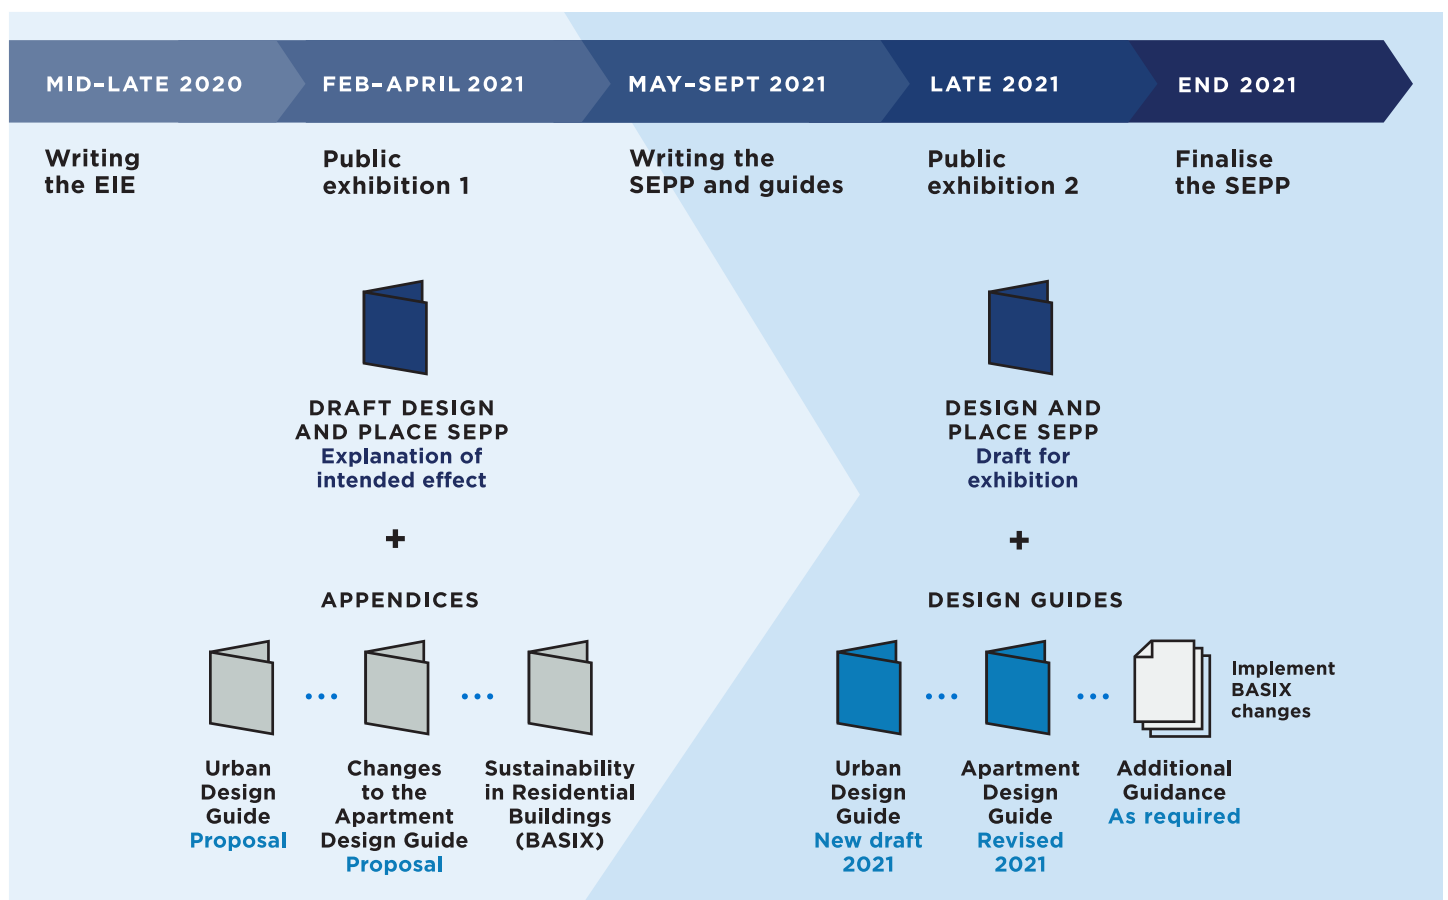 MID–LATE 2020
FEB–APRIL 2021
MAY–SEPT 2021
LATE 2021
END 2021
Writing
the EIE
Public
exhibition 1
Writing the
SEPP and guides
Public
exhibition 2
Finalise
the SEPP
DRAFT DESIGN
AND PLACE SEPP
Explanation of
intended effect
+
APPENDICES
Urban
Design
Guide
Proposal
Changes
to the
Apartment
Design Guide
Proposal
Sustainability
in Residential
Buildings
(BASIX)
DESIGN AND
PLACE SEPP
Draft for
exhibition
+
DESIGN GUIDES
Urban
Design
Guide
New draft
2021
Apartment
Design
Guide
Revised
2021
Additional
Guidance
As required
Implement
BASIX
changes